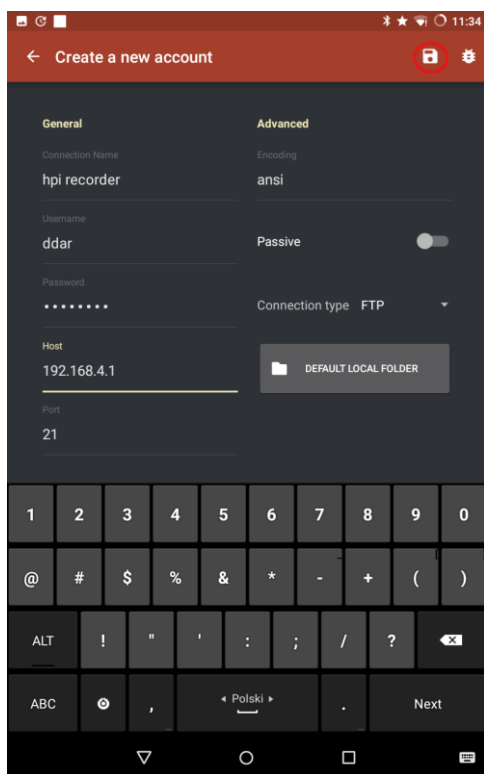 11:34
Create a new account
General
Connection Name
hpi recorder
Username
ddar
Password
••••••••
Host
192.168.4.1
Port
21
Advanced
Encoding
ansi
Passive
Connection type FTP
DEFAULT LOCAL FOLDER
1 2 3 4 5 6 7 8 9 0
@ # $ % & * - + ( )
ALT ! " ' : ; / ?
ABC , Polski . Next